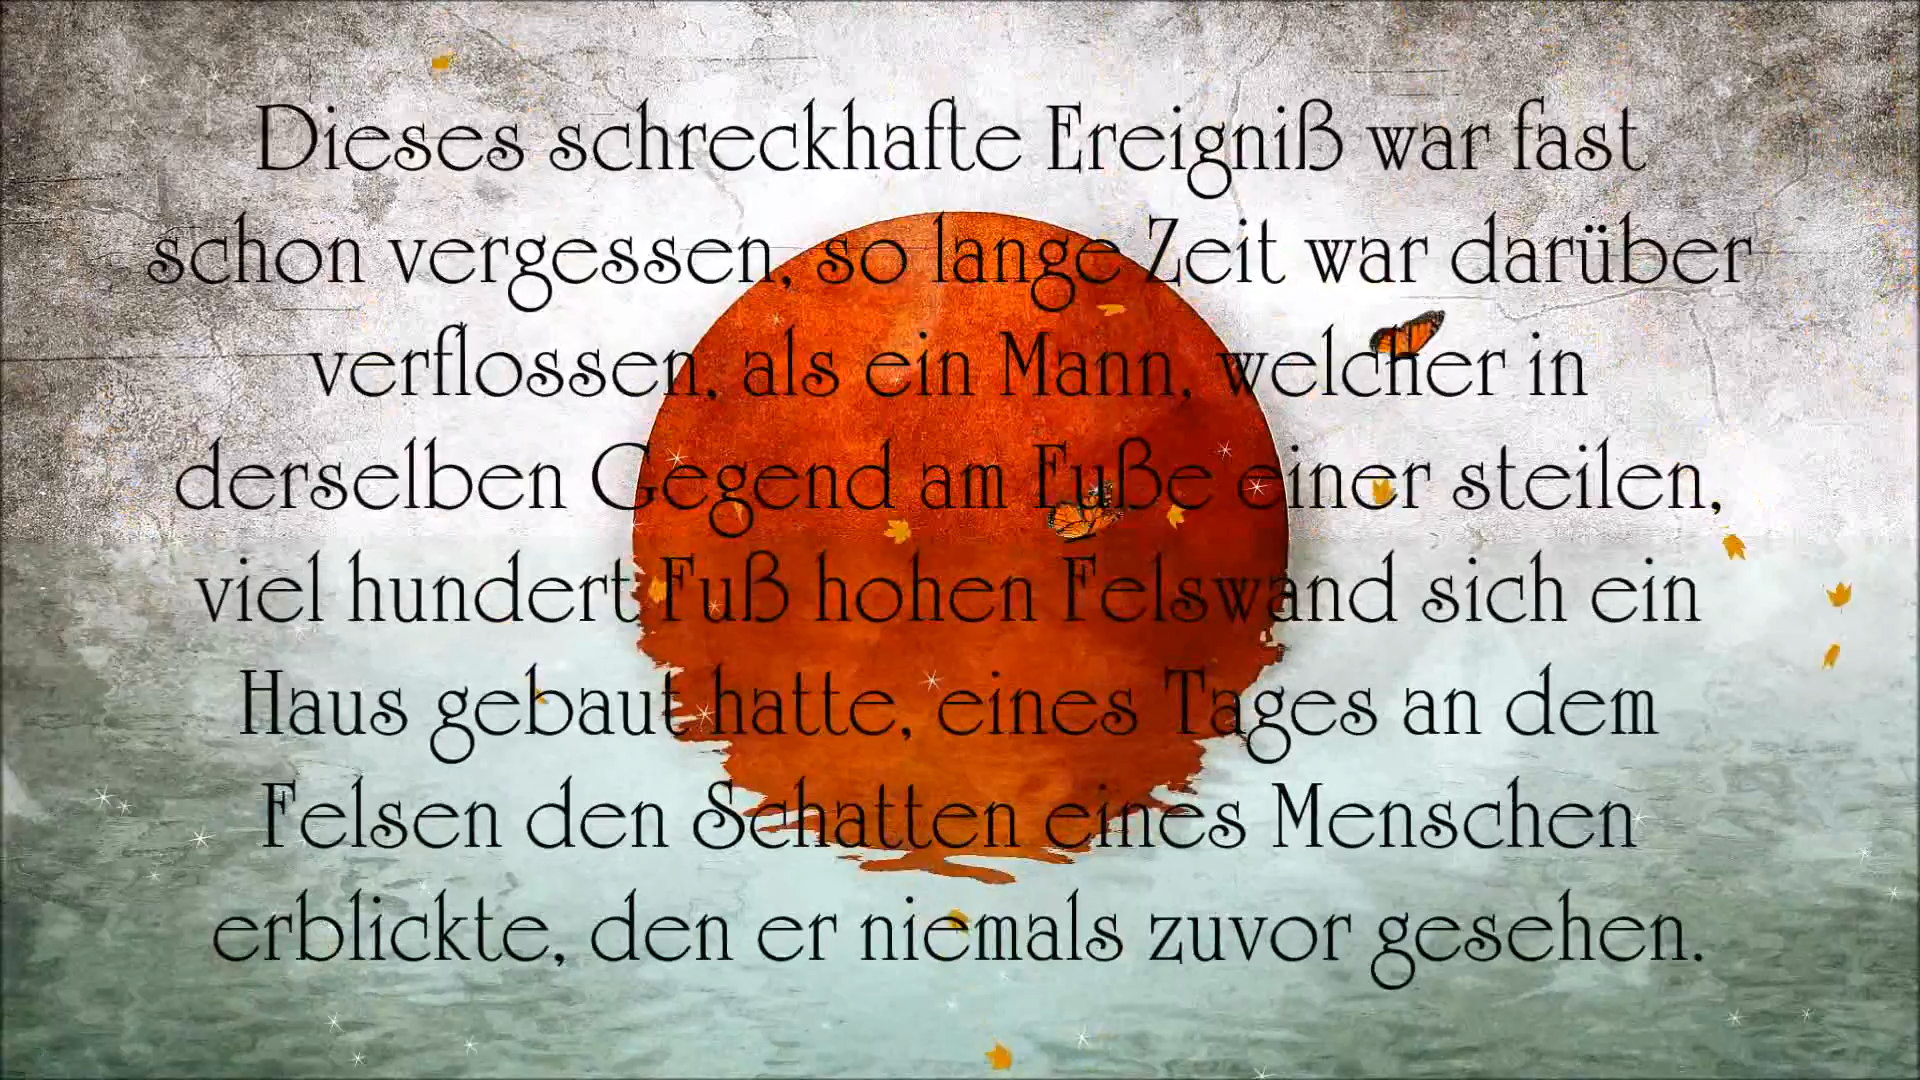 Dieses schreckhafte Ereigniß war fast
schon vergessen, so lange Zeit war darüber
verflossen, als ein Mann, welcher in
derselben Gegend am Fuße einer steilen,
viel hundert Fuß hohen Felswand sich ein
Haus gebaut hatte, eines Tages an dem
Felsen den Schatten eines Menschen
erblickte, den er niemals zuvor gesehen.